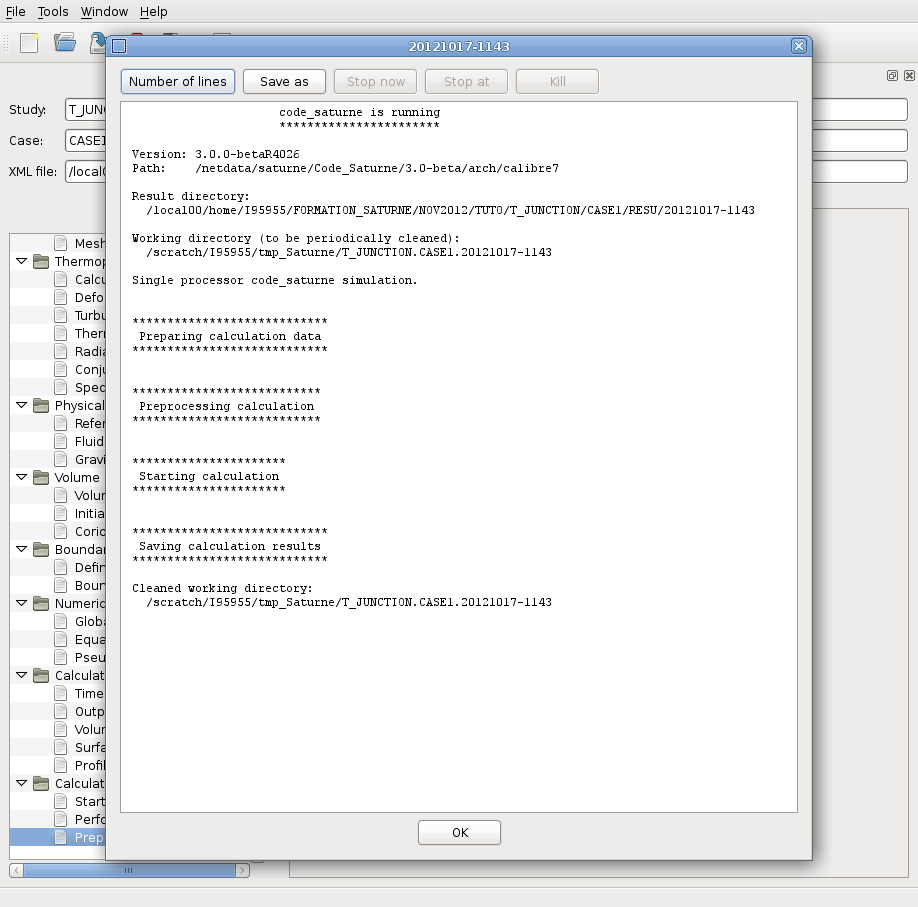 File Tools Window Help
20121017-1143
Number of lines Save as Stop now Stop at Kill
code_saturne is running
***********************
Version: 3.0.0-betaR4026
Path: /netdata/saturne/Code_Saturne/3.0-beta/arch/calibre7
Result directory:
/local00/home/I95955/FORMATION_SATURNE/NOV2012/TUTO/T_JUNCTION/CASE1/RESU/20121017-1143
Working directory (to be periodically cleaned):
/scratch/I95955/tmp_Saturne/T_JUNCTION.CASE1.20121017-1143
Single processor code_saturne simulation.
****************************
Preparing calculation data
****************************
***************************
Preprocessing calculation
***************************
**********************
Starting calculation
**********************
****************************
Saving calculation results
****************************
Cleaned working directory:
/scratch/I95955/tmp_Saturne/T_JUNCTION.CASE1.20121017-1143
OK
Study: T_JUN
Case: CASE1
XML file: /local
Mesh
Thermop
Calcu
Defo
Turbu
Ther
Radia
Conju
Spec
Physical
Refer
Fluid
Gravi
Volume
Volu
Initia
Corio
Boundar
Defin
Boun
Numeric
Globa
Equa
Pseu
Calculat
Time
Outp
Volu
Surfa
Profil
Calculat
Start
Perfo
Prep